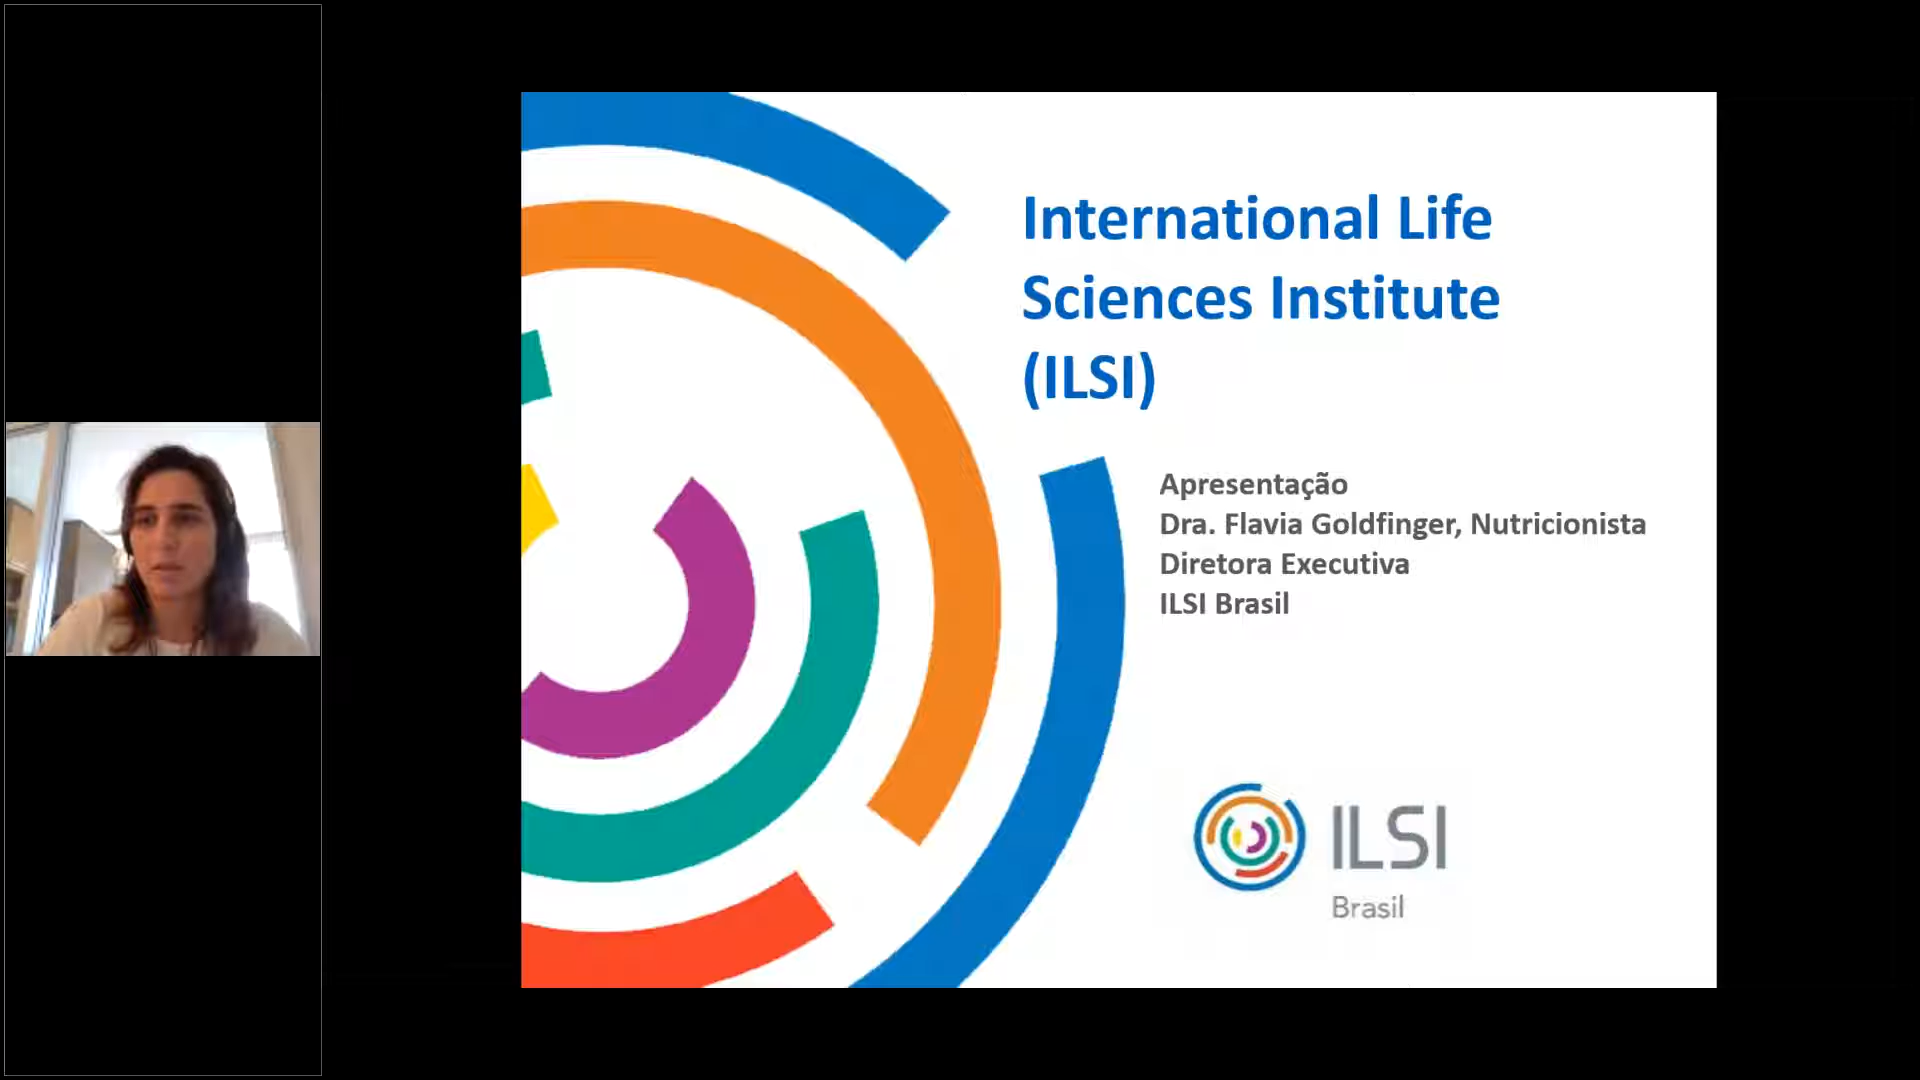 International Life
Sciences Institute
(ILSI)
Apresentação
Dra. Flavia Goldfinger, Nutricionista
Diretora Executiva
ILSI Brasil
ILSI
Brasil